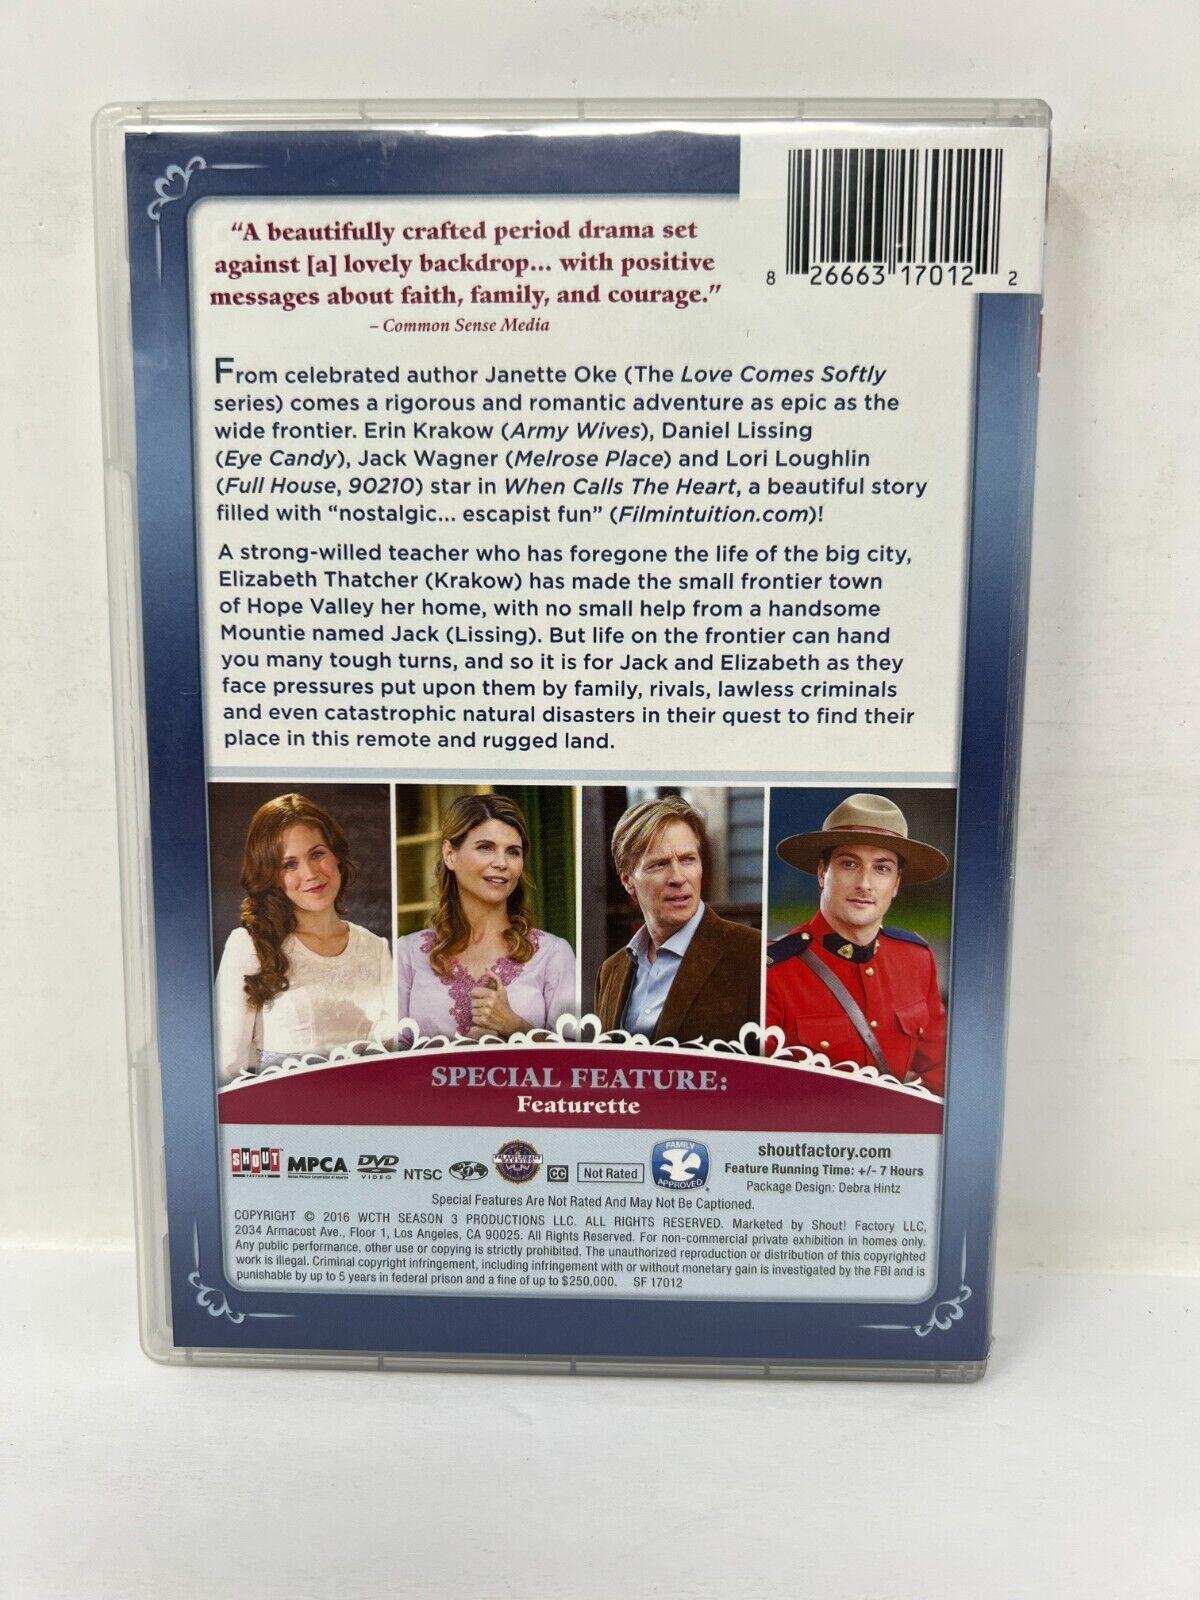 8 26663 17012 2
“A beautifully crafted period drama set
against [a] lovely backdrop... with positive
messages about faith, family, and courage.”
– Common Sense Media
From celebrated author Janette Oke (The Love Comes Softly
series) comes a rigorous and romantic adventure as epic as the
wide frontier. Erin Krakow (Army Wives), Daniel Lissing
(Eye Candy), Jack Wagner (Melrose Place) and Lori Loughlin
(Full House, 90210) star in When Calls The Heart, a beautiful story
filled with “nostalgic... escapist fun” (Filmintuition.com)!
A strong-willed teacher who has foregone the life of the big city,
Elizabeth Thatcher (Krakow) has made the small frontier town
of Hope Valley her home, with no small help from a handsome
Mountie named Jack (Lissing). But life on the frontier can hand
you many tough turns, and so it is for Jack and Elizabeth as they
face pressures put upon them by family, rivals, lawless criminals
and even catastrophic natural disasters in their quest to find their
place in this remote and rugged land.
SPECIAL FEATURE:
Featurette
SHOUT FACTORY
MPCA
Motion Picture Corporation of America
DVD VIDEO
NTSC
1
CC
Not Rated
FAMILY APPROVED
shoutfactory.com
Feature Running Time: +/- 7 Hours
Package Design: Debra Hintz
Special Features Are Not Rated And May Not Be Captioned.
COPYRIGHT © 2016 WCTH SEASON 3 PRODUCTIONS LLC. ALL RIGHTS RESERVED. Marketed by Shout! Factory LLC,
2034 Armacost Ave., Floor 1, Los Angeles, CA 90025. All Rights Reserved. For non-commercial private exhibition in homes only.
Any public performance, other use or copying is strictly prohibited. The unauthorized reproduction or distribution of this copyrighted
work is illegal. Criminal copyright infringement, including infringement with or without monetary gain is investigated by the FBI and is
punishable by up to 5 years in federal prison and a fine of up to $250,000. SF 17012